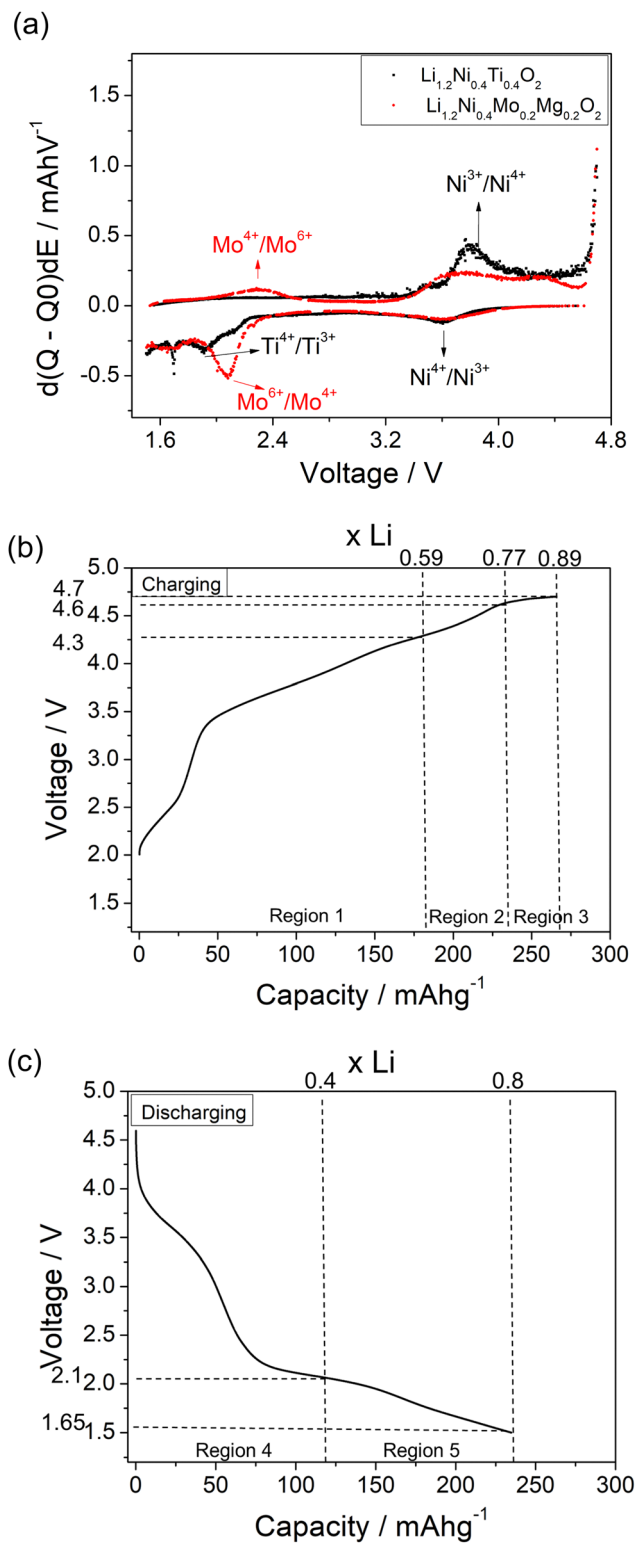 (a)
Li1.2Ni0.4Ti0.4O2
Li1.2Ni0.4Mo0.2Mg0.2O2
d(Q - Q0)dE / mAhV-1
1.5
1.0
0.5
0.0
-0.5
Ni3+/Ni4+
Mo4+/Mo6+
Ti4+/Ti3+
Ni4+/Ni3+
Mo6+/Mo4+
1.6 2.4 3.2 4.0 4.8
Voltage / V
(b)
x Li
0.59 0.77 0.89
Charging
Voltage / V
5.0
4.7
4.6
4.5
4.3
4.0
3.5
3.0
2.5
2.0
1.5
Region 1 Region 2 Region 3
0 25 50 75 100 125 150 175 200 225 250 275 300
Capacity / mAhg-1
(c)
x Li
0.4 0.8
Discharging
Voltage / V
5.0
4.5
4.0
3.5
3.0
2.5
2.1
2.0
1.65
1.5
Region 4 Region 5
0 50 100 150 200 250 300
Capacity / mAhg-1